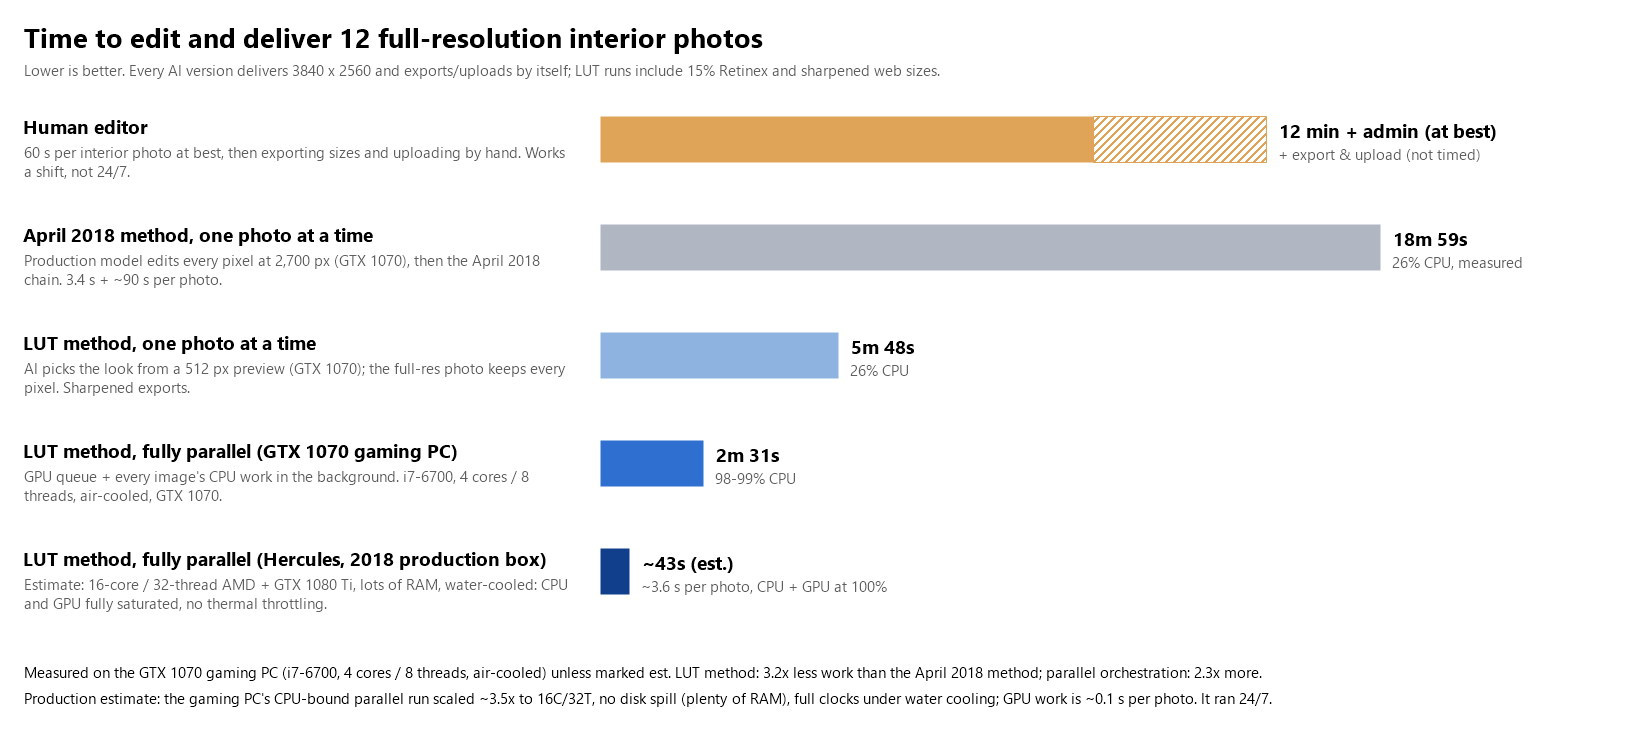 Time to edit and deliver 12 full-resolution interior photos
Lower is better. Every AI version delivers 3840 x 2560 and exports/uploads by itself; LUT runs include 15% Retinex and sharpened web sizes.
Human editor
60 s per interior photo at best, then exporting sizes and uploading by hand. Works
a shift, not 24/7.
12 min + admin (at best)
+ export & upload (not timed)
April 2018 method, one photo at a time
Production model edits every pixel at 2,700 px (GTX 1070), then the April 2018
chain. 3.4 s + ~90 s per photo.
18m 59s
26% CPU, measured
LUT method, one photo at a time
AI picks the look from a 512 px preview (GTX 1070); the full-res photo keeps every
pixel. Sharpened exports.
5m 48s
26% CPU
LUT method, fully parallel (GTX 1070 gaming PC)
GPU queue + every image's CPU work in the background. i7-6700, 4 cores / 8
threads, air-cooled, GTX 1070.
2m 31s
98-99% CPU
LUT method, fully parallel (Hercules, 2018 production box)
Estimate: 16-core / 32-thread AMD + GTX 1080 Ti, lots of RAM, water-cooled: CPU
and GPU fully saturated, no thermal throttling.
~43s (est.)
~3.6 s per photo, CPU + GPU at 100%
Measured on the GTX 1070 gaming PC (i7-6700, 4 cores / 8 threads, air-cooled) unless marked est. LUT method: 3.2x less work than the April 2018 method; parallel orchestration: 2.3x more.
Production estimate: the gaming PC's CPU-bound parallel run scaled ~3.5x to 16C/32T, no disk spill (plenty of RAM), full clocks under water cooling; GPU work is ~0.1 s per photo. It ran 24/7.